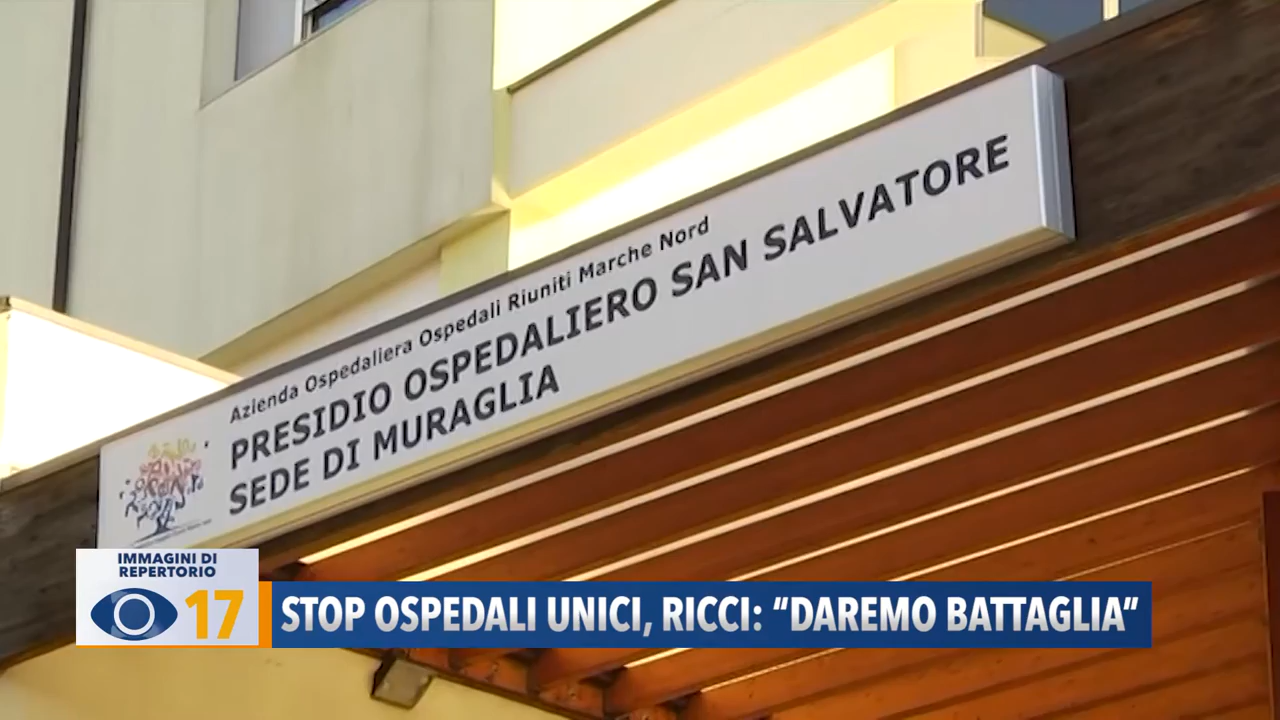 Azienda Ospedaliera Ospedali Riuniti Marche Nord
PRESIDIO OSPEDALIERO SAN SALVATORE
SEDE DI MURAGLIA
IMMAGINI DI
REPERTORIO
17
STOP OSPEDALI UNICI, RICCI: “DAREMO BATTAGLIA”